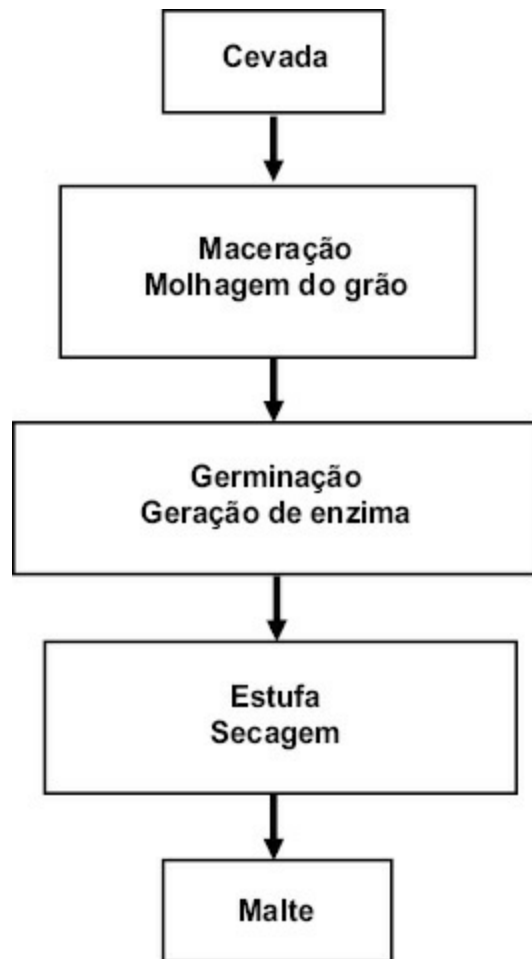 Cevada
Maceração
Molhagem do grão
Germinação
Geração de enzima
Estufa
Secagem
Malte